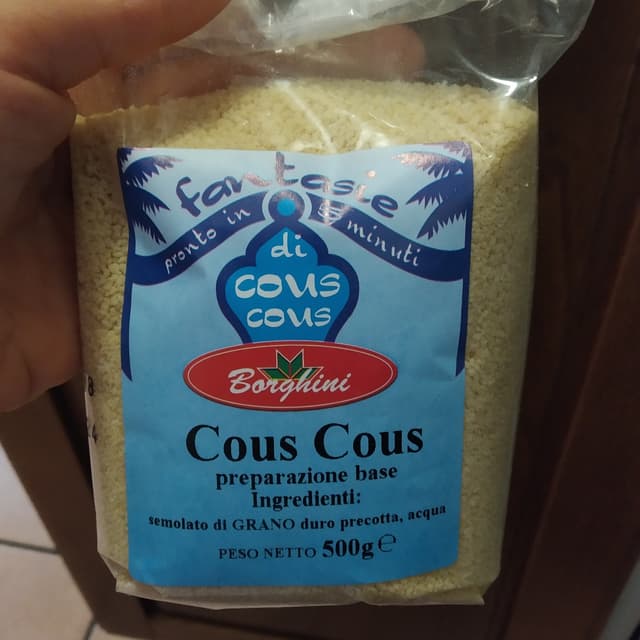 fantasie
pronto in 5 minuti
di
cous
cous
Borghini
Cous Cous
preparazione base
Ingredienti:
semolato di GRANO duro precotta, acqua
PESO NETTO 500g ℮